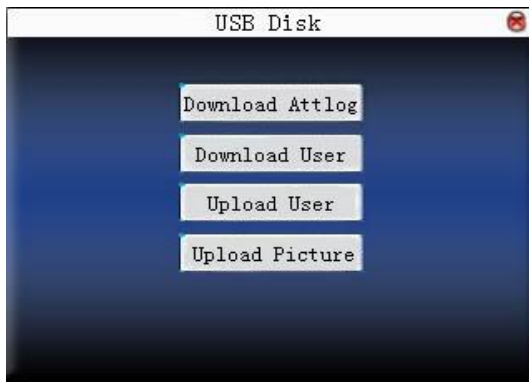 USB Disk
Download Attlog
Download User
Upload User
Upload Picture